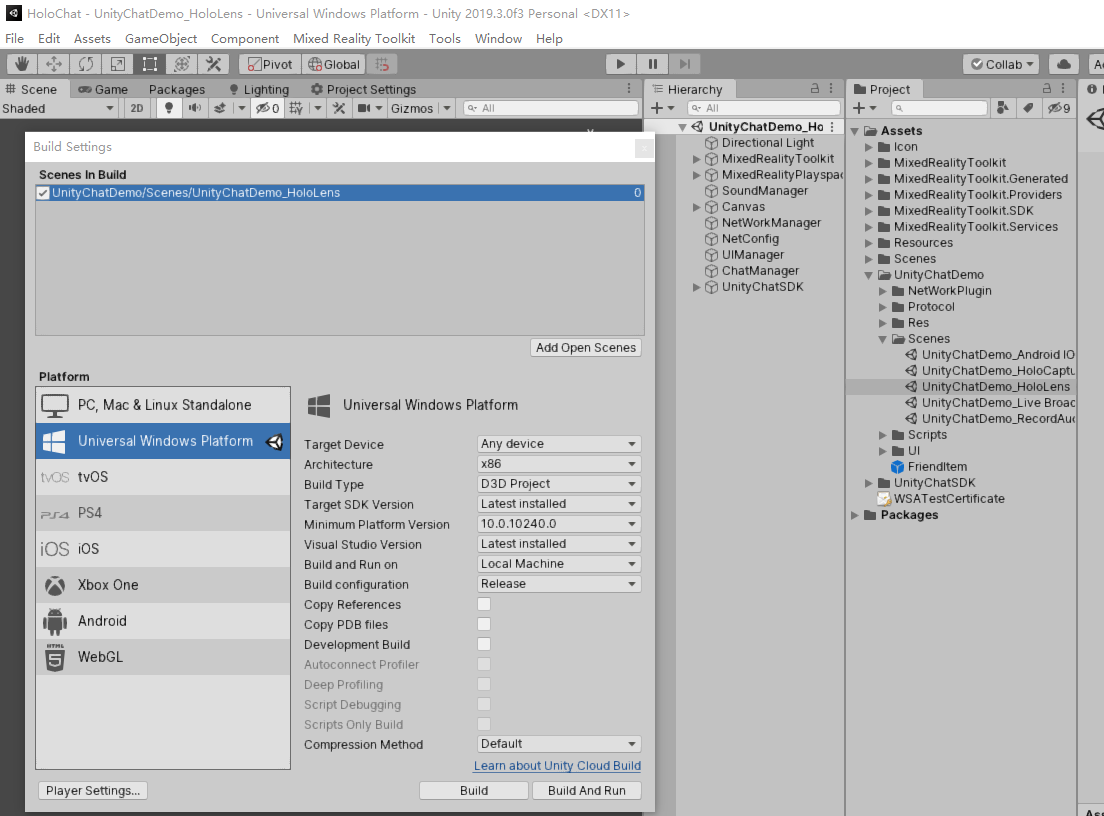 HoloChat - UnityChatDemo_HoloLens - Universal Windows Platform - Unity 2019.3.0f3 Personal <DX11>
File Edit Assets GameObject Component Mixed Reality Toolkit Tools Window Help
Pivot Global Collab
Scene Game Packages Lighting Project Settings
Shaded 2D 0 Gizmos All
Build Settings
Scenes In Build
UnityChatDemo/Scenes/UnityChatDemo_HoloLens 0
Add Open Scenes
Platform
PC, Mac & Linux Standalone
Universal Windows Platform
tvOS tvOS
PS4
iOS iOS
Xbox One
Android
HTML 5 WebGL
Universal Windows Platform
Target Device Any device
Architecture x86
Build Type D3D Project
Target SDK Version Latest installed
Minimum Platform Version 10.0.10240.0
Visual Studio Version Latest installed
Build and Run on Local Machine
Build configuration Release
Copy References
Copy PDB files
Development Build
Autoconnect Profiler
Deep Profiling
Script Debugging
Scripts Only Build
Compression Method Default
Learn about Unity Cloud Build
Player Settings...
Build Build And Run
Hierarchy
All
UnityChatDemo_Ho
Directional Light
MixedRealityToolkit
MixedRealityPlayspac
SoundManager
Canvas
NetWorkManager
NetConfig
UIManager
ChatManager
UnityChatSDK
Project
9
Assets
Icon
MixedRealityToolkit
MixedRealityToolkit.Generated
MixedRealityToolkit.Providers
MixedRealityToolkit.SDK
MixedRealityToolkit.Services
Resources
Scenes
UnityChatDemo
NetWorkPlugin
Protocol
Res
Scenes
UnityChatDemo_Android IO
UnityChatDemo_HoloCaptu
UnityChatDemo_HoloLens
UnityChatDemo_Live Broac
UnityChatDemo_RecordAuc
Scripts
UI
FriendItem
UnityChatSDK
WSATestCertificate
Packages